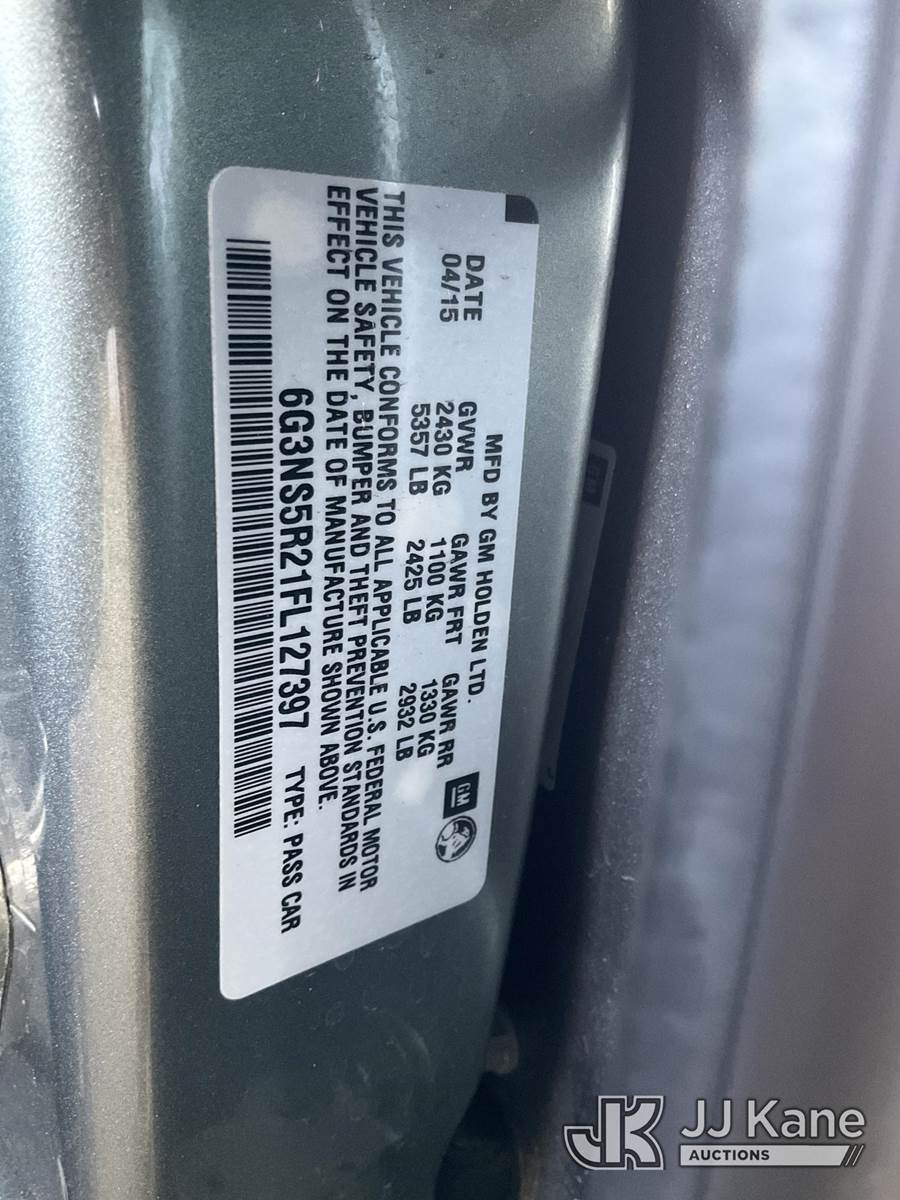 MFD BY GM HOLDEN LTD.
DATE GVWR GAWR FRT GAWR RR
04/15 2430 KG 1100 KG 1330 KG
5357 LB 2425 LB 2932 LB
GM
THIS VEHICLE CONFORMS TO ALL APPLICABLE U.S. FEDERAL MOTOR
VEHICLE SAFETY, BUMPER AND THEFT PREVENTION STANDARDS IN
EFFECT ON THE DATE OF MANUFACTURE SHOWN ABOVE.
6G3NS5R21FL127397 TYPE: PASS CAR
JK JJ Kane
AUCTIONS